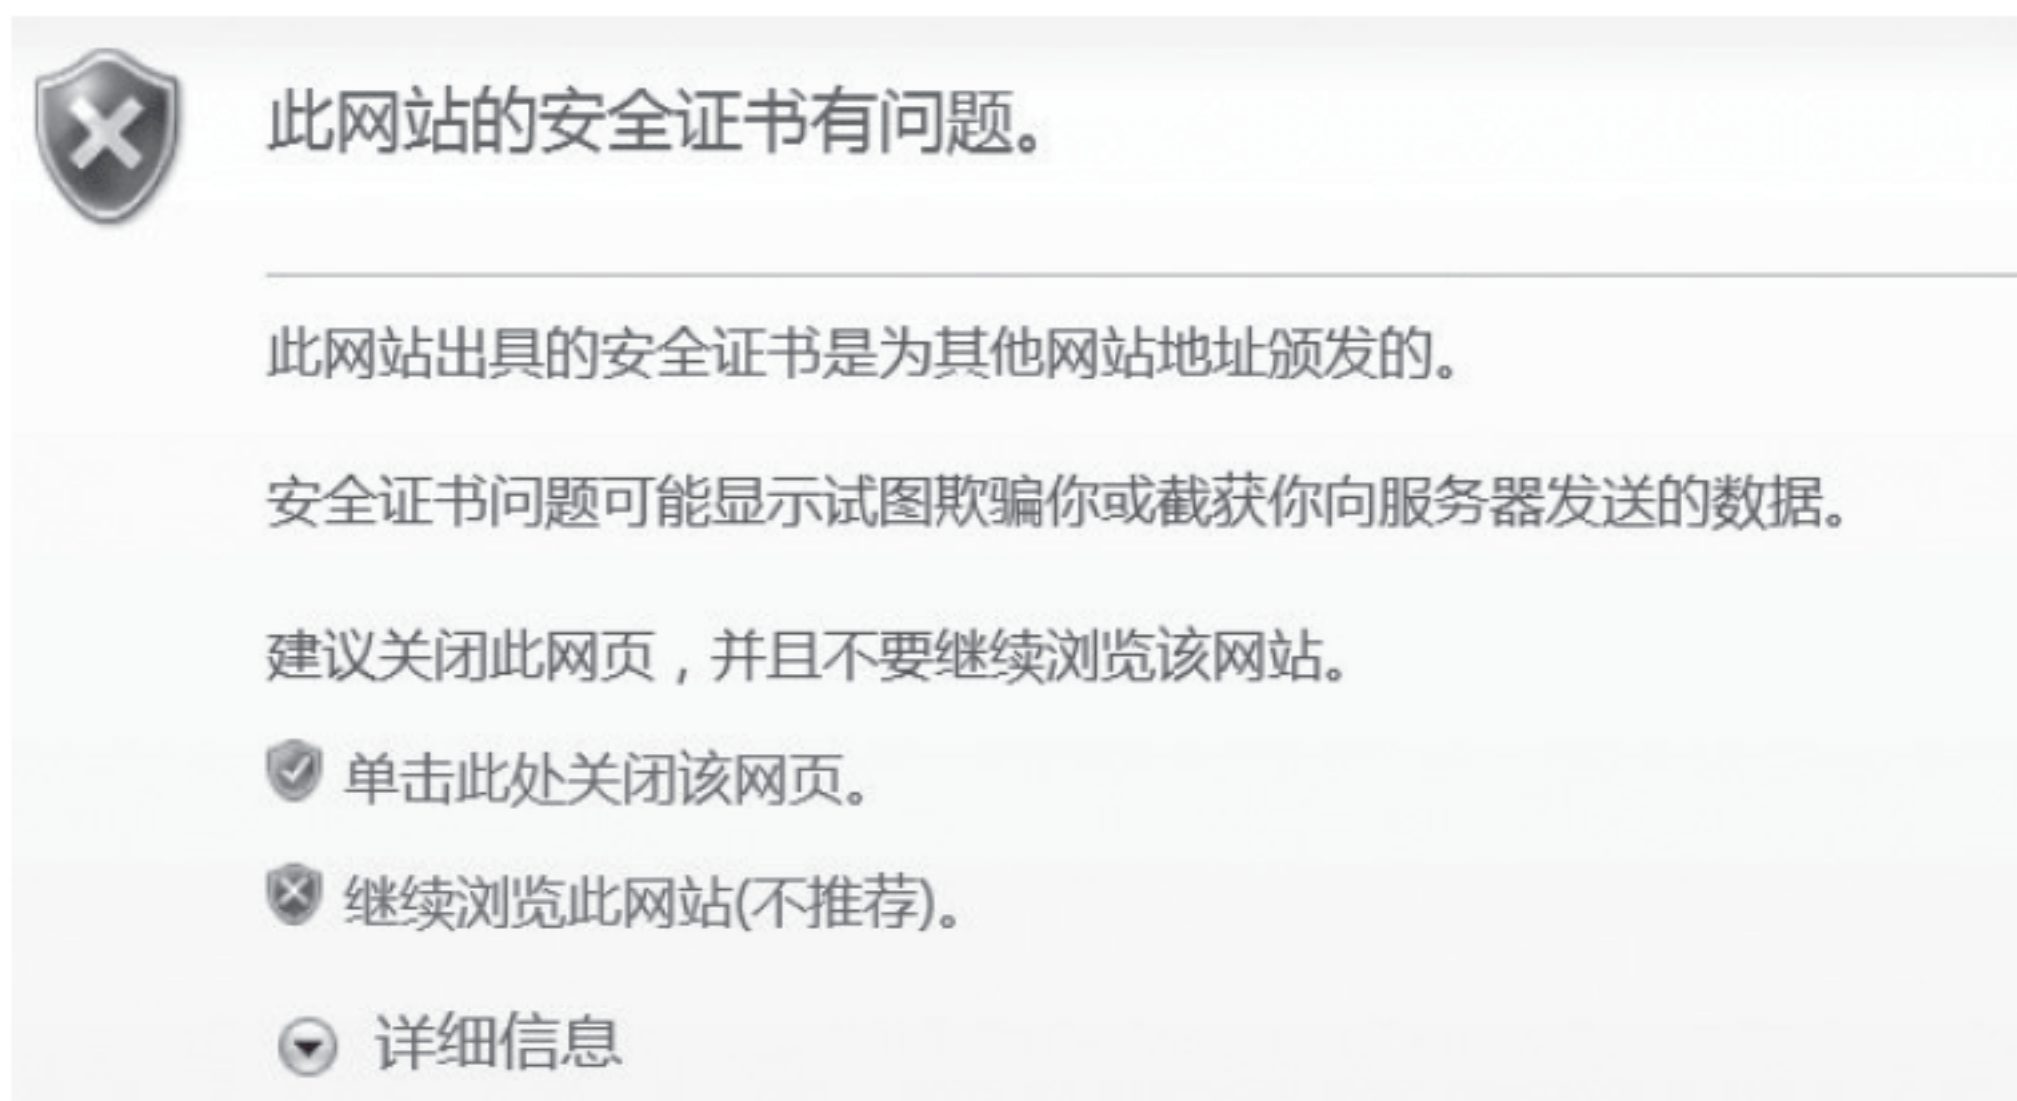 此网站的安全证书有问题。
此网站出具的安全证书是为其他网站地址颁发的。
安全证书问题可能显示试图欺骗你或截获你向服务器发送的数据。
建议关闭此网页，并且不要继续浏览该网站。
单击此处关闭该网页。
继续浏览此网站(不推荐)。
详细信息